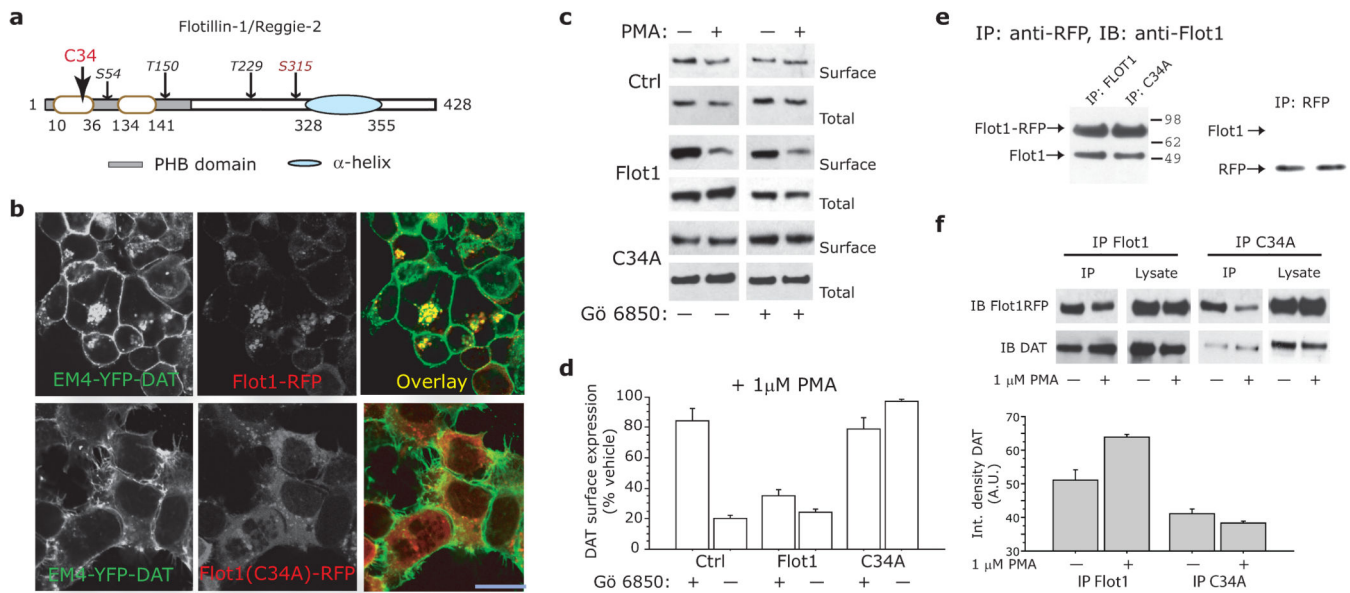 a
Flotillin-1/Reggie-2
C34
S54
T150
T229
S315
1
428
10
36
134
141
328
355
PHB domain
α-helix
b
EM4-YFP-DAT
Flot1-RFP
Overlay
EM4-YFP-DAT
Flot1(C34A)-RFP
c
PMA: — + — +
Ctrl
Surface
Total
Flot1
Surface
Total
C34A
Surface
Total
Gö 6850: — — + +
d
+ 1μM PMA
DAT surface expression
(% vehicle)
100
80
60
40
20
0
Ctrl
Flot1
C34A
Gö 6850: + — + — + —
e
IP: anti-RFP, IB: anti-Flot1
IP: FLOT1
IP: C34A
Flot1-RFP
Flot1
98
62
49
IP: RFP
Flot1
RFP
f
IP Flot1
IP C34A
IP
Lysate
IP
Lysate
IB Flot1RFP
IB DAT
1 μM PMA — + — + — + — +
Int. density DAT
(A.U.)
70
60
50
40
30
1 μM PMA — + — +
IP Flot1
IP C34A